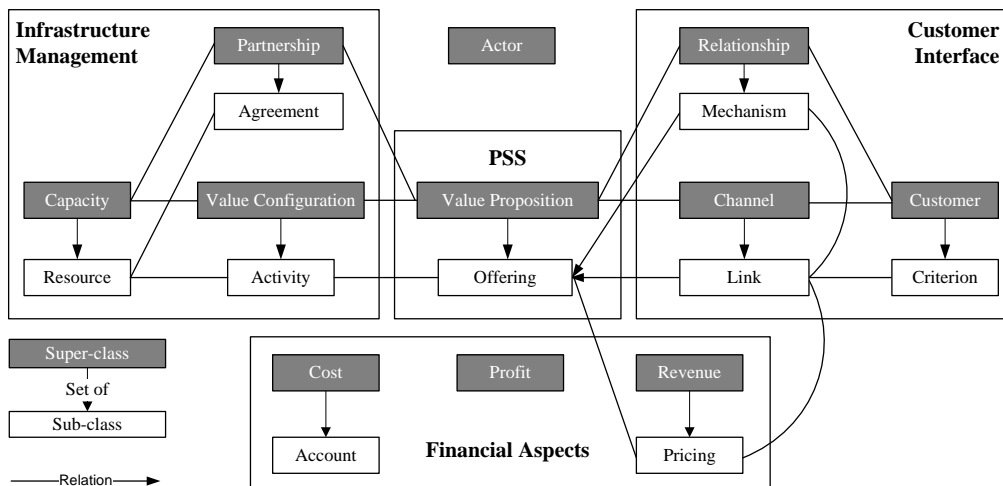 Infrastructure
Management
Partnership
Agreement
Capacity
Value Configuration
Resource
Activity
Actor
PSS
Value Proposition
Offering
Customer
Interface
Relationship
Mechanism
Channel
Customer
Link
Criterion
Super-class
Set of
Sub-class
Relation
Cost
Profit
Revenue
Account
Financial Aspects
Pricing